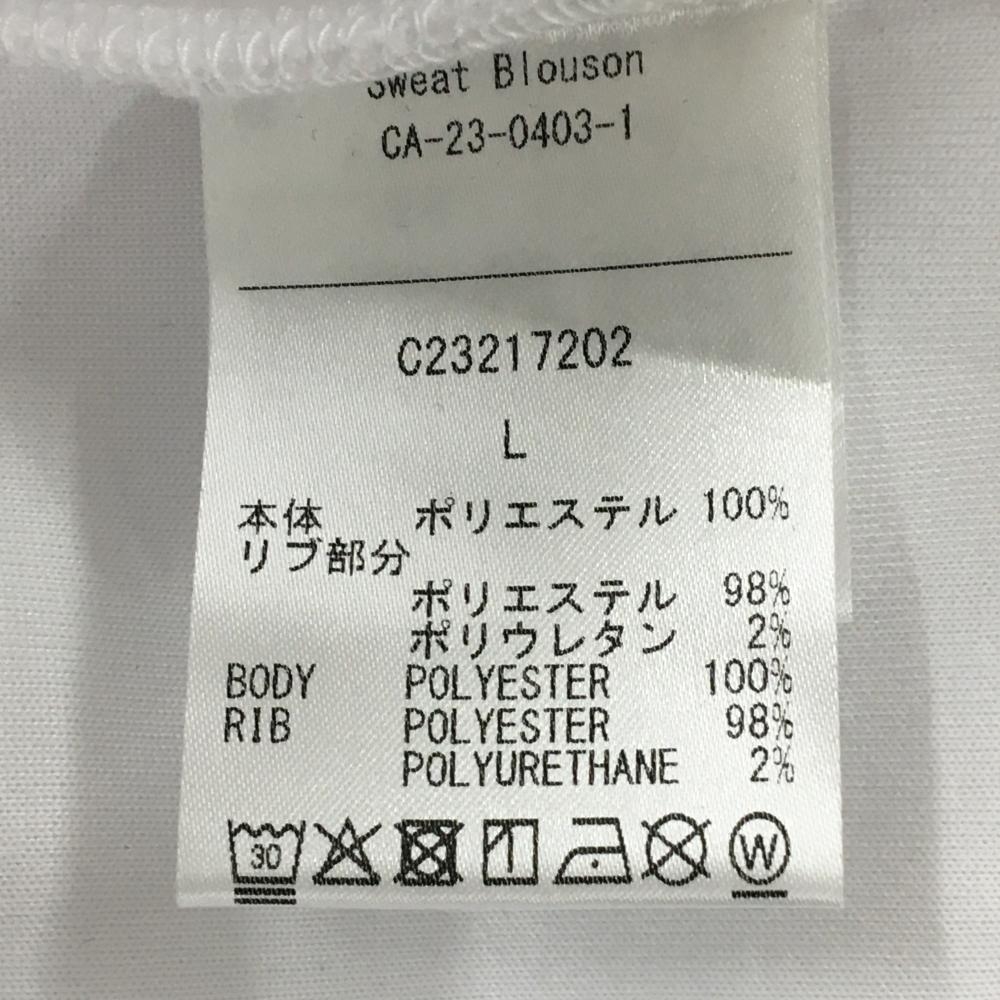 Sweat Blouson
CA-23-0403-1
C23217202
L
本体 ポリエステル 100%
リブ部分
ポリエステル 98%
ポリウレタン 2%
BODY POLYESTER 100%
RIB POLYESTER 98%
POLYURETHANE 2%
30 W